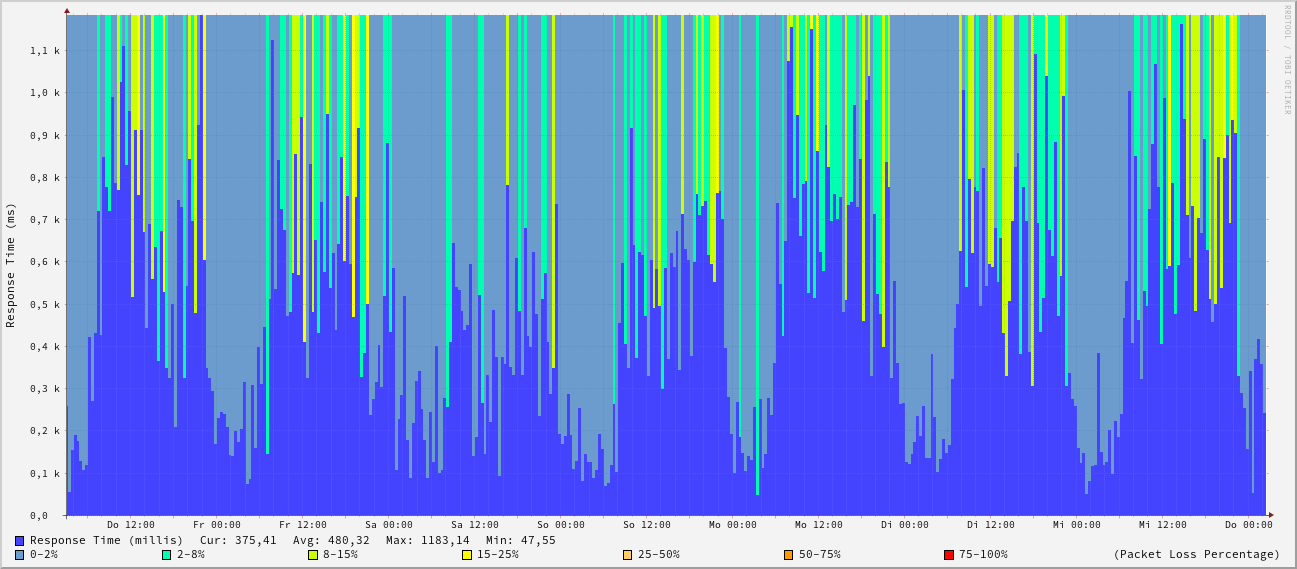 RRDTOOL / TOBI OETIKER
Response Time (ms)
1,1 k
1,0 k
0,9 k
0,8 k
0,7 k
0,6 k
0,5 k
0,4 k
0,3 k
0,2 k
0,1 k
0,0
Do 12:00 Fr 00:00 Fr 12:00 Sa 00:00 Sa 12:00 So 00:00 So 12:00 Mo 00:00 Mo 12:00 Di 00:00 Di 12:00 Mi 00:00 Mi 12:00 Do 00:00
Response Time (millis) Cur: 375,41 Avg: 480,32 Max: 1183,14 Min: 47,55
0-2% 2-8% 8-15% 15-25% 25-50% 50-75% 75-100% (Packet Loss Percentage)